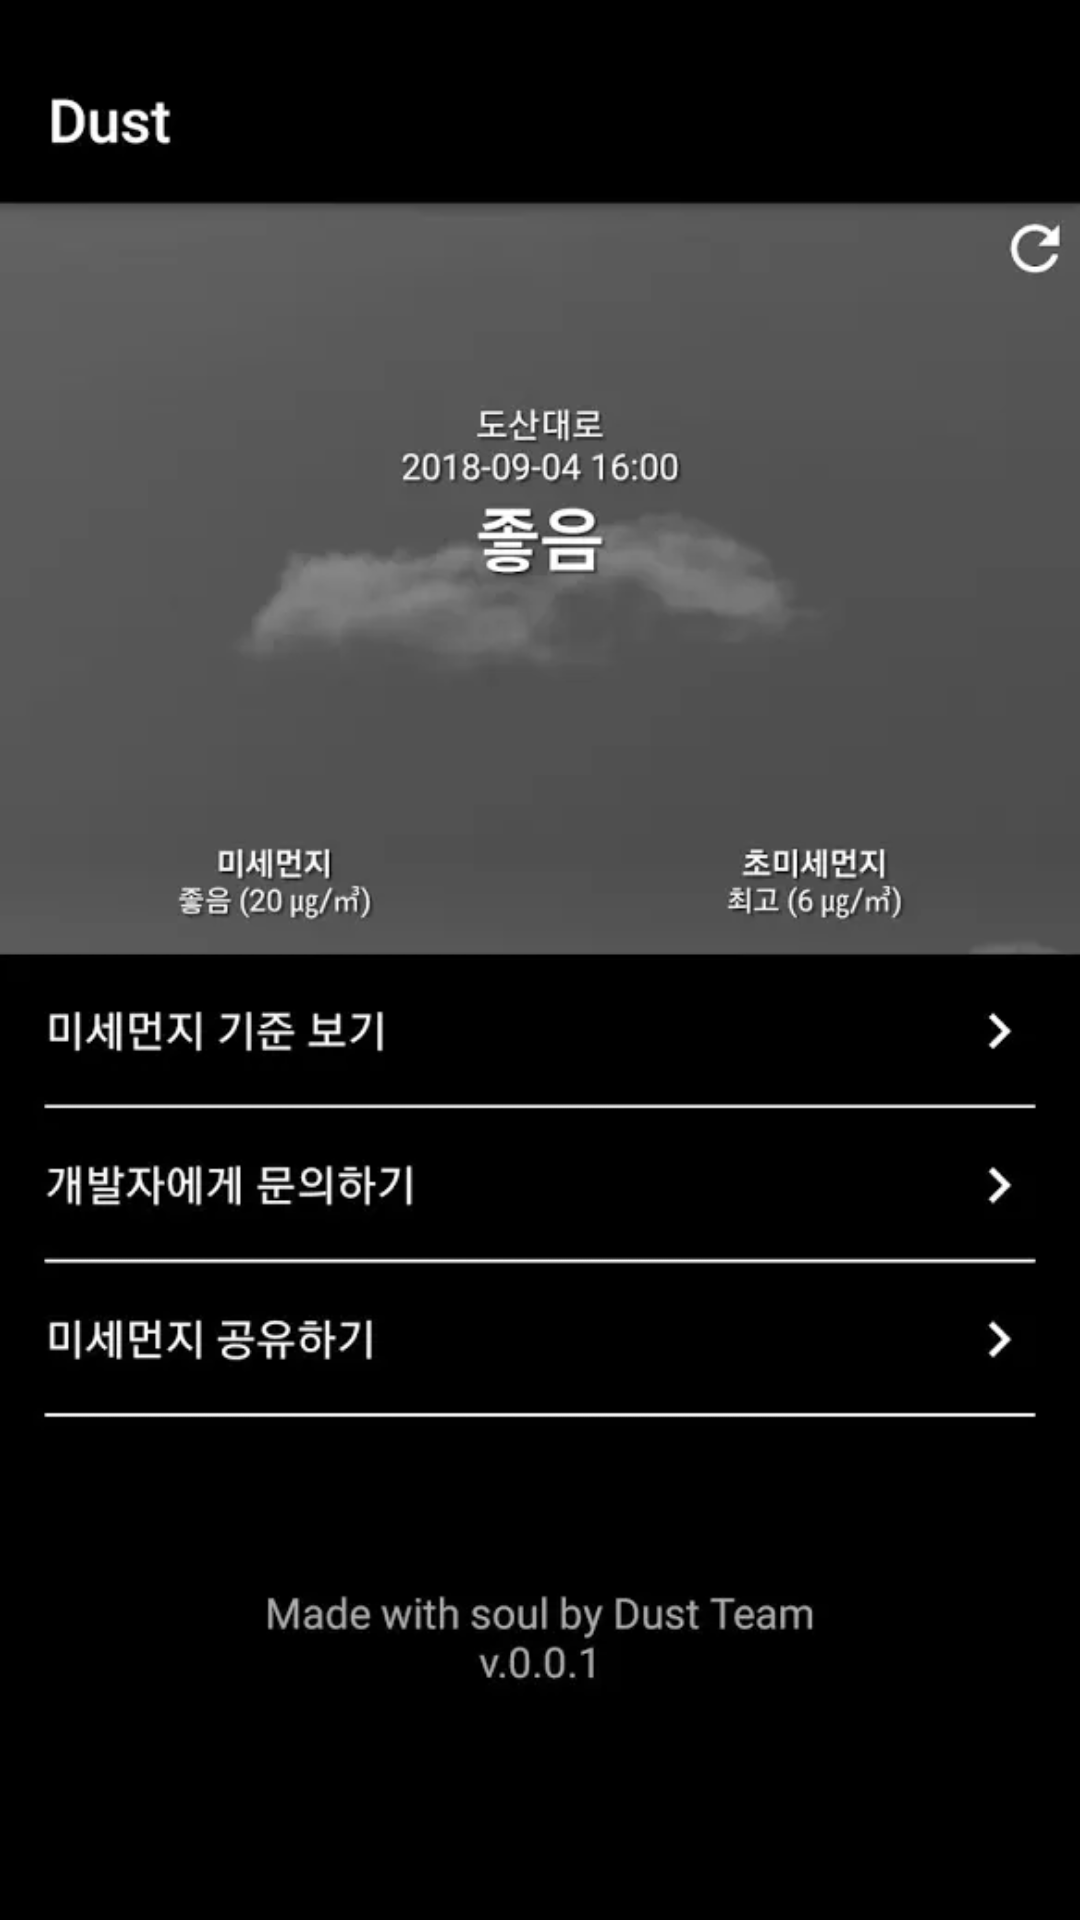 Dust
도산대로
2018-09-04 16:00
좋음
미세먼지
좋음 (20 μg/㎥)
초미세먼지
최고 (6 μg/㎥)
미세먼지 기준 보기
개발자에게 문의하기
미세먼지 공유하기
Made with soul by Dust Team
v.0.0.1